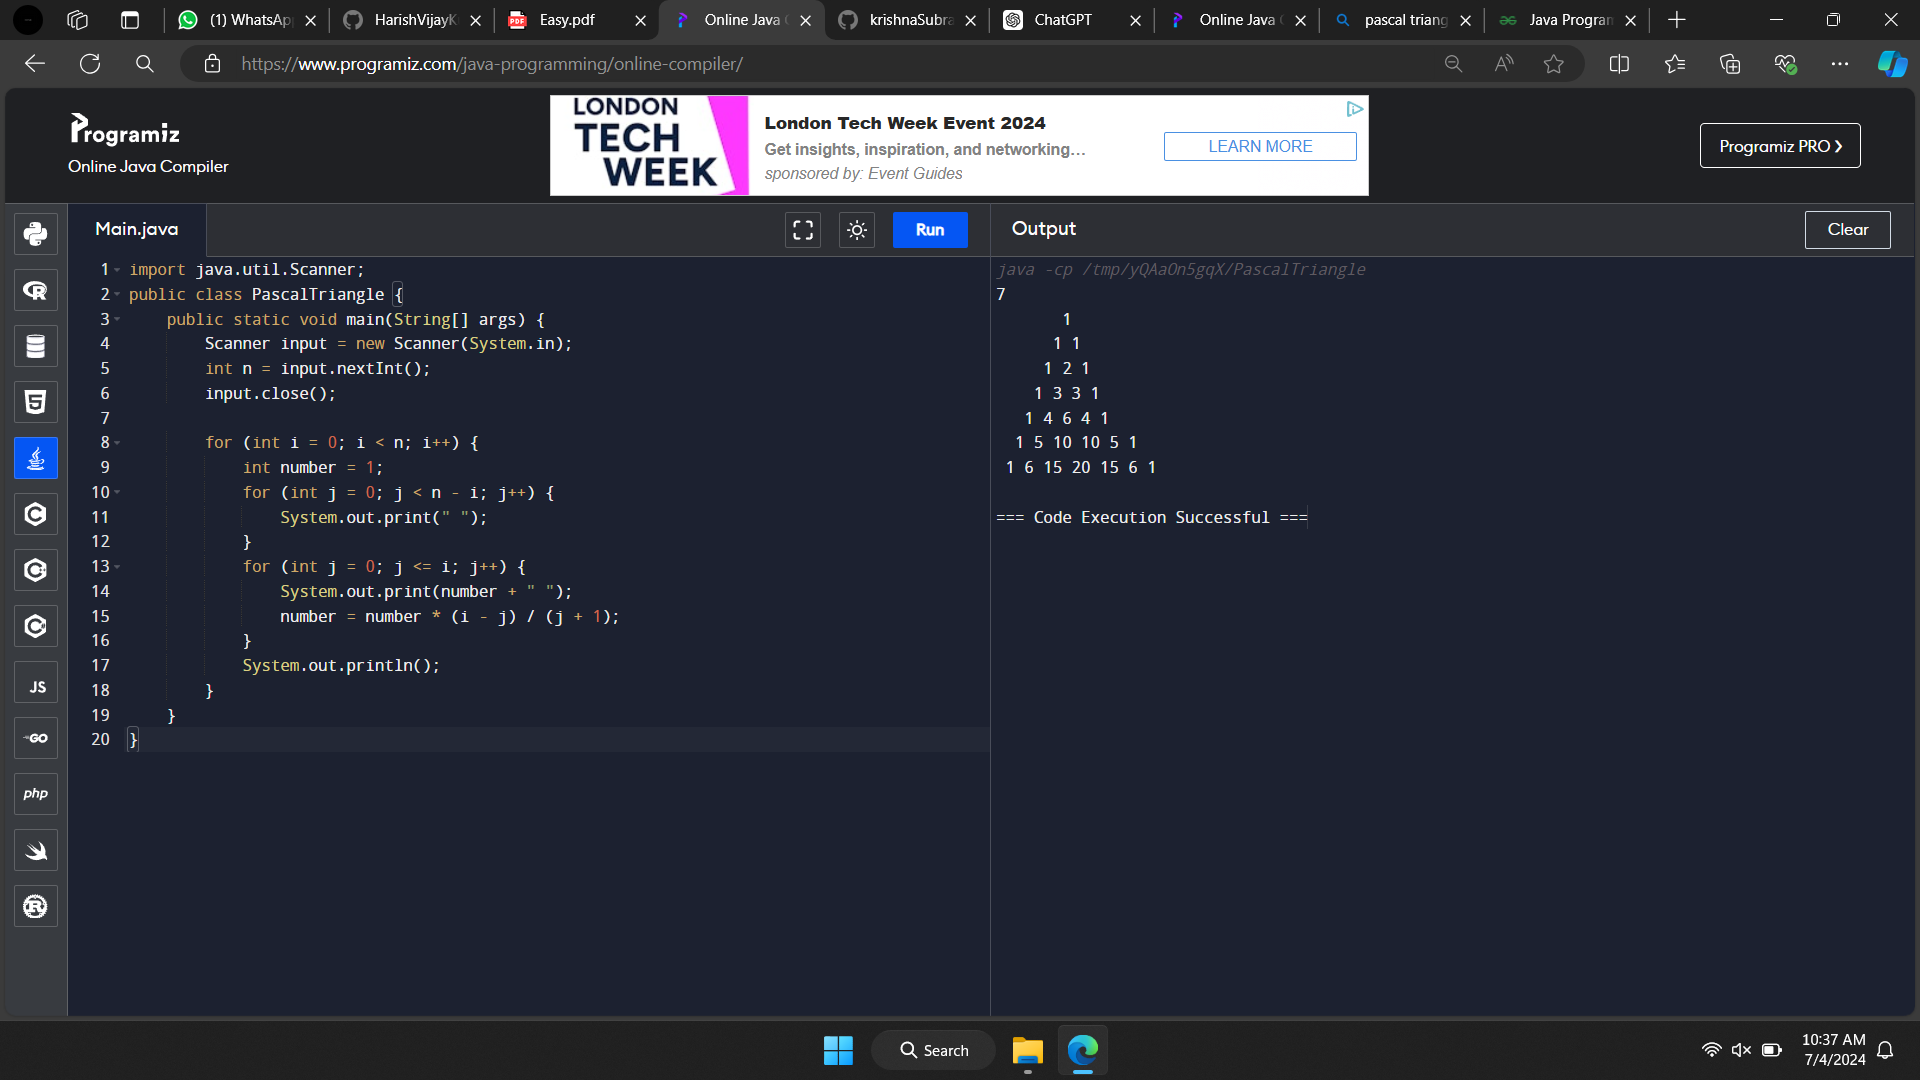 (1) WhatsAp
HarishVijayK
Easy.pdf
Online Java C
krishnaSubra
ChatGPT
Online Java C
pascal triang
Java Program
https://www.programiz.com/java-programming/online-compiler/
Programiz
Online Java Compiler
LONDON
TECH
WEEK
London Tech Week Event 2024
Get insights, inspiration, and networking...
sponsored by: Event Guides
LEARN MORE
Programiz PRO
Main.java
Run
Output
Clear
1 import java.util.Scanner;
2 public class PascalTriangle {
3     public static void main(String[] args) {
4         Scanner input = new Scanner(System.in);
5         int n = input.nextInt();
6         input.close();
7
8         for (int i = 0; i < n; i++) {
9             int number = 1;
10             for (int j = 0; j < n - i; j++) {
11                 System.out.print(" ");
12             }
13             for (int j = 0; j <= i; j++) {
14                 System.out.print(number + " ");
15                 number = number * (i - j) / (j + 1);
16             }
17             System.out.println();
18         }
19     }
20 }
java -cp /tmp/yQAaOn5gqX/PascalTriangle
7
       1
      1 1
     1 2 1
    1 3 3 1
   1 4 6 4 1
  1 5 10 10 5 1
 1 6 15 20 15 6 1
=== Code Execution Successful ===
JS
GO
php
Search
10:37 AM
7/4/2024